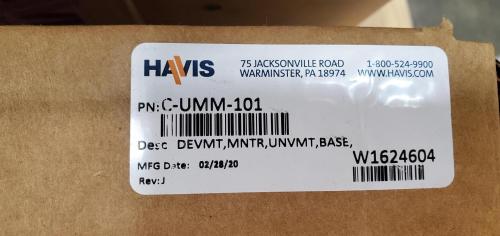 HAVIS
75 JACKSONVILLE ROAD
WARMINSTER, PA 18974
1-800-524-9900
WWW.HAVIS.COM
PN: C-UMM-101
Desc DEVMT,MNTR,UNVMT,BASE,
MFG Date: 02/28/20
W1624604
Rev: J